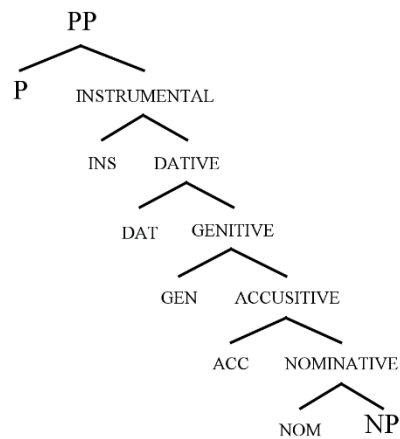 PP
P INSTRUMENTAL
INS DATIVE
DAT GENITIVE
GEN ACCUSITIVE
ACC NOMINATIVE
NOM NP